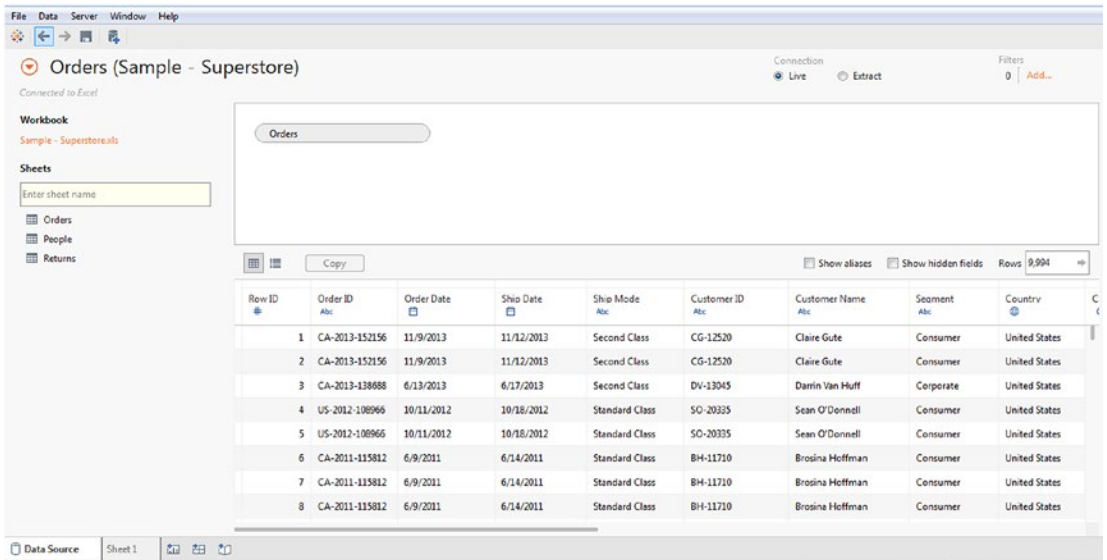 File Data Server Window Help
Orders (Sample - Superstore)
Connected to Excel
Connection
Live Extract
Filters
0 Add...
Workbook
Sample - Superstore.xls
Sheets
Enter sheet name
Orders
People
Returns
Orders
Copy Show aliases Show hidden fields Rows 9,994
Row ID Order ID Order Date Ship Date Ship Mode Customer ID Customer Name Segment Country C
# Abc Abc Abc Abc Abc
1 CA-2013-152156 11/9/2013 11/12/2013 Second Class CG-12520 Claire Gute Consumer United States
2 CA-2013-152156 11/9/2013 11/12/2013 Second Class CG-12520 Claire Gute Consumer United States
3 CA-2013-138688 6/13/2013 6/17/2013 Second Class DV-13045 Darrin Van Huff Corporate United States
4 US-2012-108966 10/11/2012 10/18/2012 Standard Class SO-20335 Sean O'Donnell Consumer United States
5 US-2012-108966 10/11/2012 10/18/2012 Standard Class SO-20335 Sean O'Donnell Consumer United States
6 CA-2011-115812 6/9/2011 6/14/2011 Standard Class BH-11710 Brosina Hoffman Consumer United States
7 CA-2011-115812 6/9/2011 6/14/2011 Standard Class BH-11710 Brosina Hoffman Consumer United States
8 CA-2011-115812 6/9/2011 6/14/2011 Standard Class BH-11710 Brosina Hoffman Consumer United States
Data Source Sheet 1